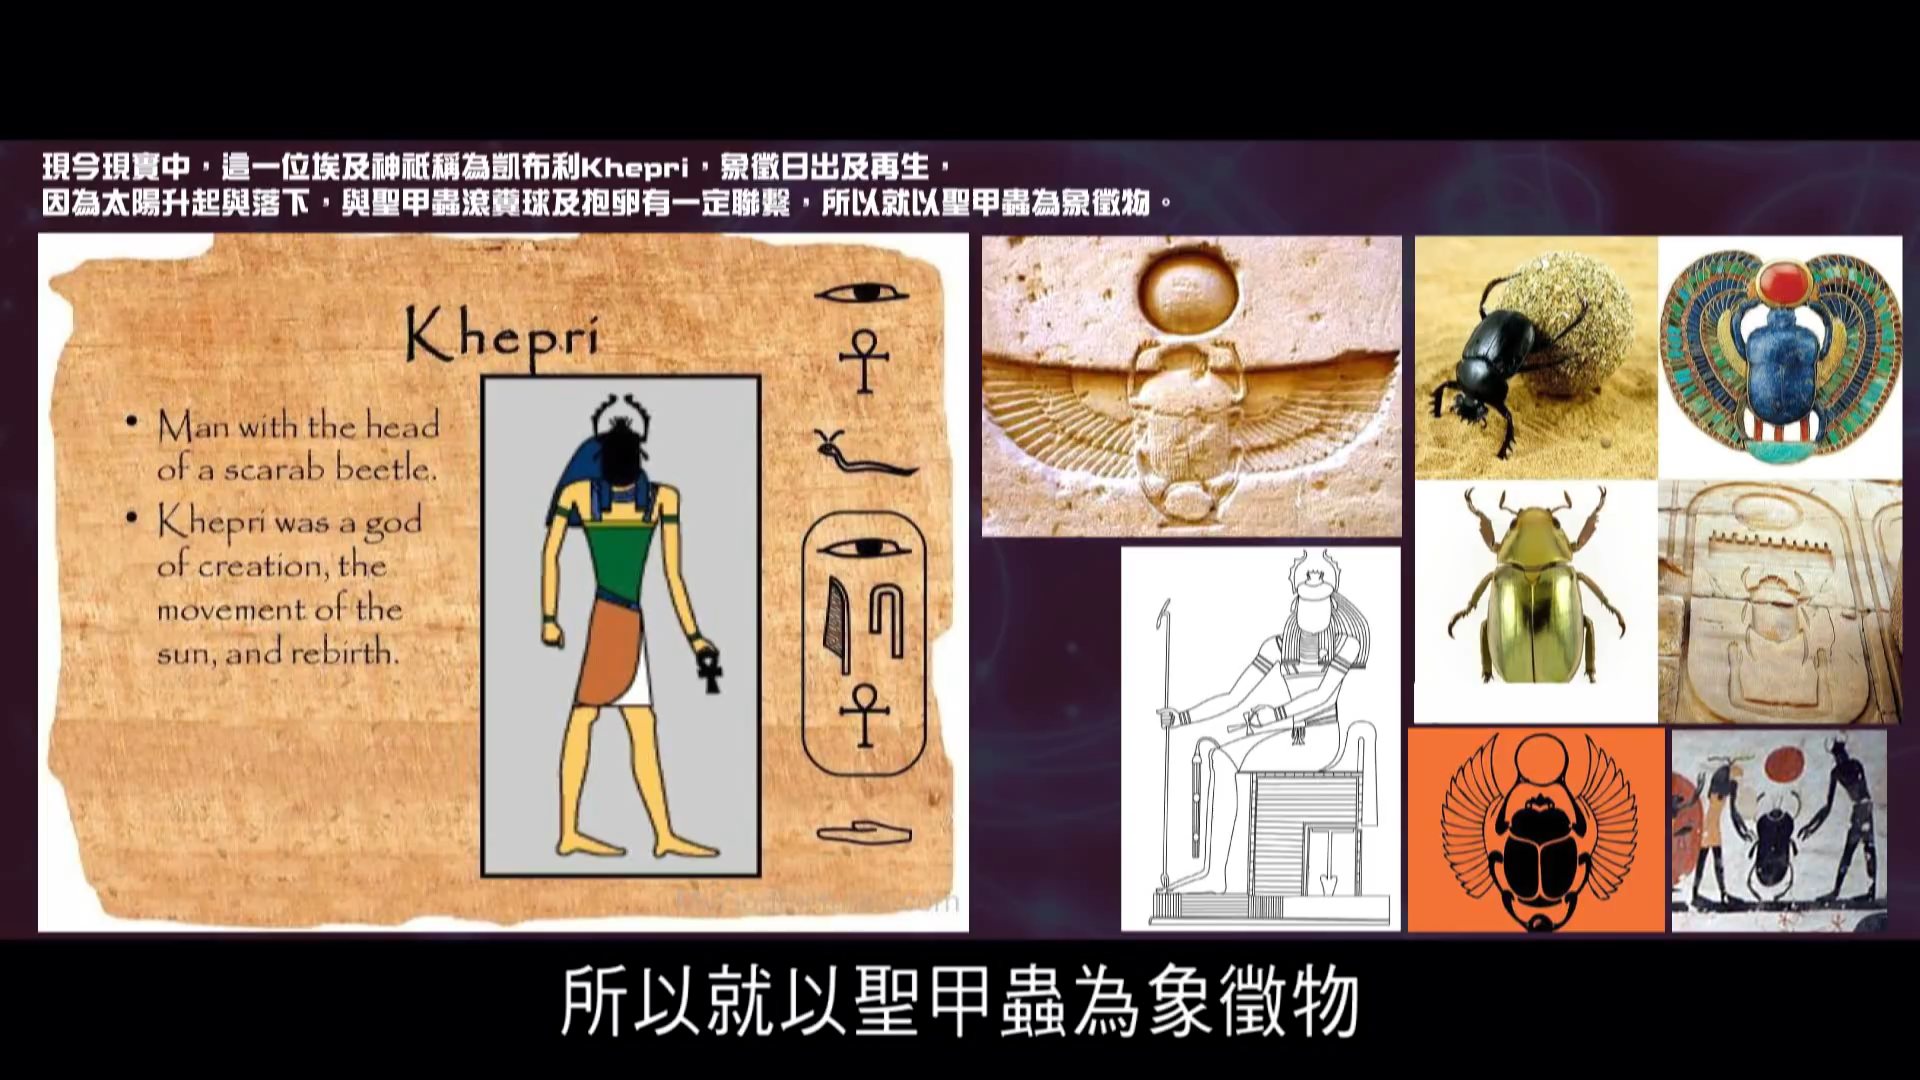 現今現實中，這一位埃及神祇稱為凱布利Khepri，象徵日出及再生，
因為太陽升起與落下，與聖甲蟲滾糞球及抱卵有一定聯繫，所以就以聖甲蟲為象徵物。
Khepri
• Man with the head
of a scarab beetle.
• Khepri was a god
of creation, the
movement of the
sun, and rebirth.
所以就以聖甲蟲為象徵物